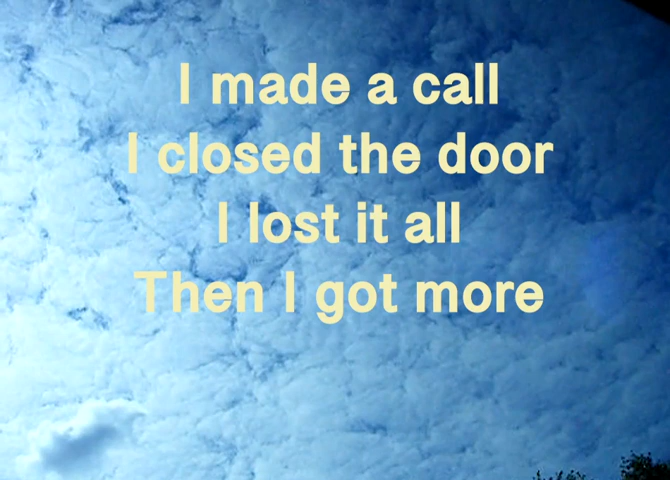 I made a call
I closed the door
I lost it all
Then I got more